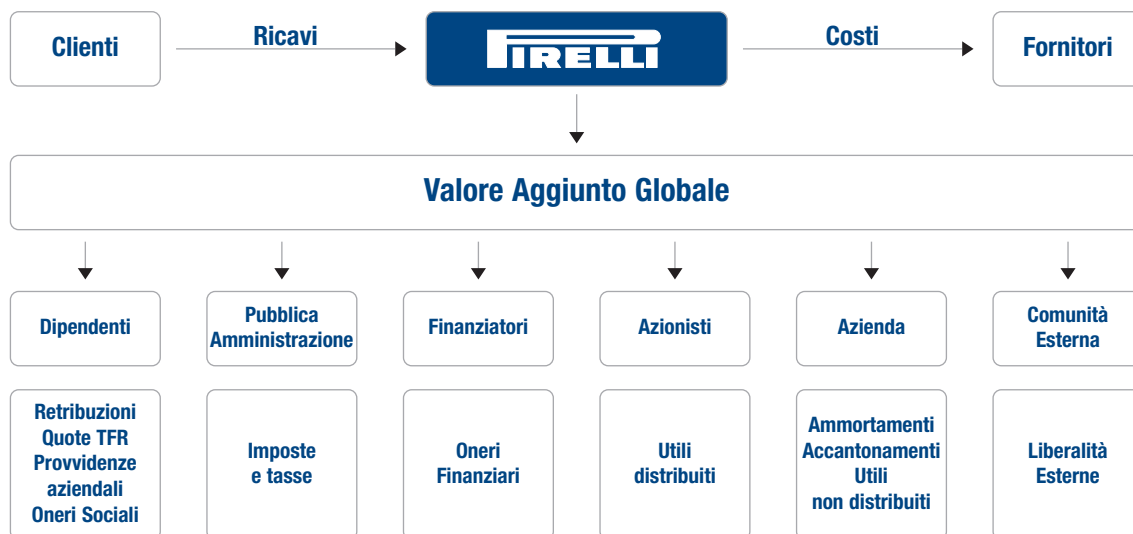 Clienti
Ricavi
PIRELLI
Costi
Fornitori
Valore Aggiunto Globale
Dipendenti
Pubblica
Amministrazione
Finanziatori
Azionisti
Azienda
Comunità
Esterna
Retribuzioni
Quote TFR
Provvidenze
aziendali
Oneri Sociali
Imposte
e tasse
Oneri
Finanziari
Utili
distribuiti
Ammortamenti
Accantonamenti
Utili
non distribuiti
Liberalità
Esterne